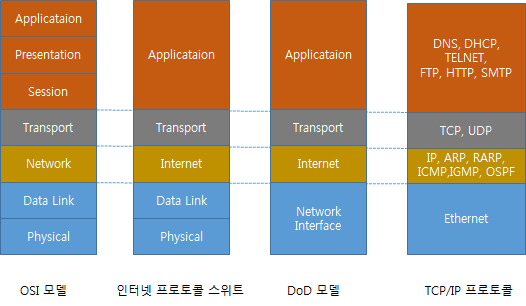 Applicataion
Presentation
Session
Transport
Network
Data Link
Physical
OSI 모델
Applicataion
Transport
Internet
Data Link
Physical
인터넷 프로토콜 스위트
Applicataion
Transport
Internet
Network
Interface
DoD 모델
DNS, DHCP,
TELNET,
FTP, HTTP, SMTP
TCP, UDP
IP, ARP, RARP,
ICMP,IGMP, OSPF
Ethernet
TCP/IP 프로토콜